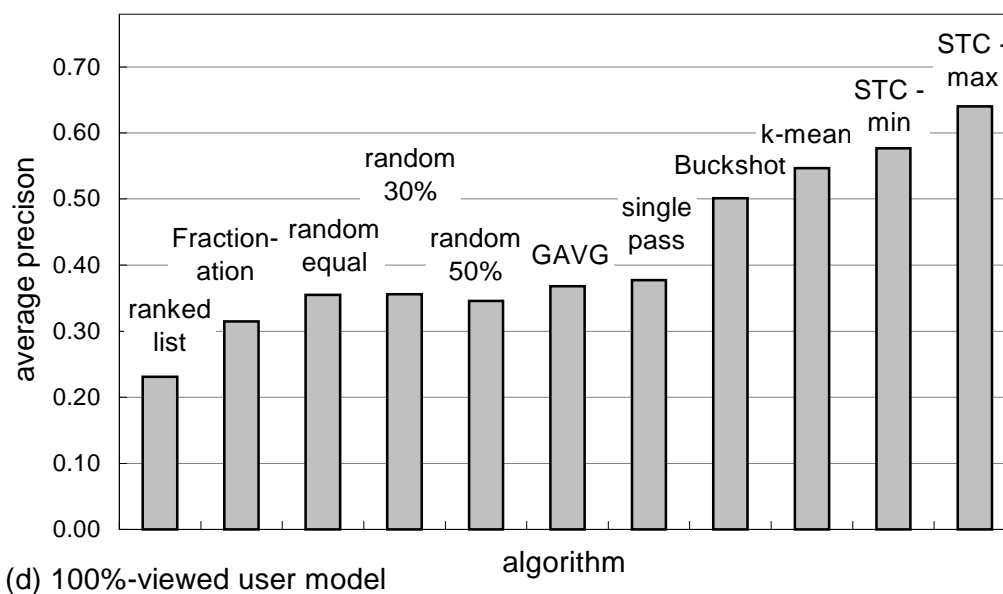 0.70
0.60
0.50
0.40
0.30
0.20
0.10
0.00
average precison
ranked
list
Fraction-
ation
random
equal
random
30%
random
50%
GAVG
single
pass
Buckshot
k-mean
STC -
min
STC -
max
algorithm
(d) 100%-viewed user model